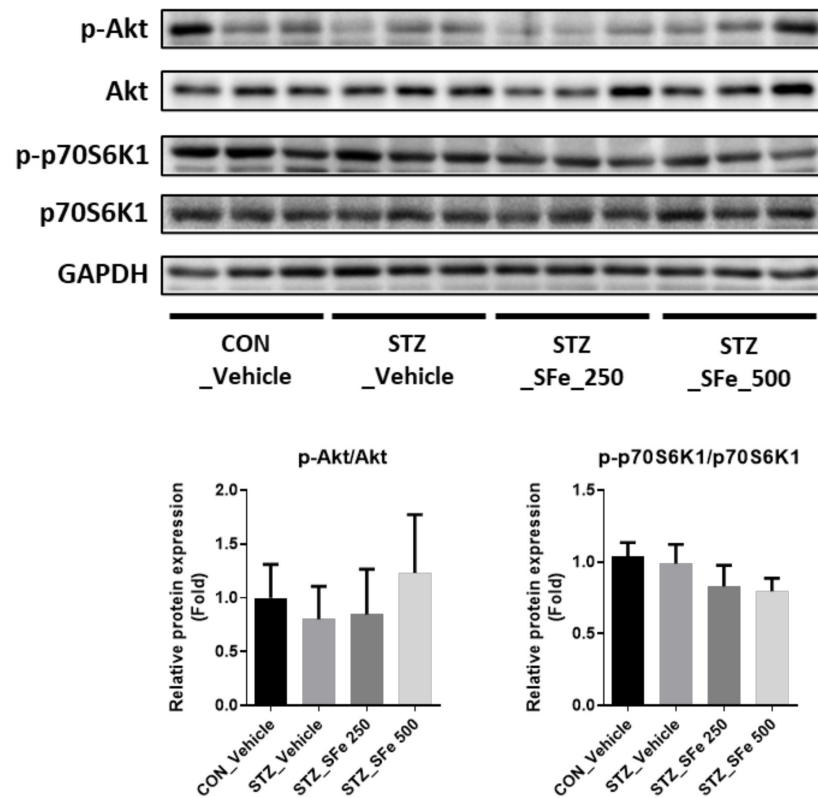 p-Akt
Akt
p-p70S6K1
p70S6K1
GAPDH
CON
_Vehicle
STZ
_Vehicle
STZ
_SFe_250
STZ
_SFe_500
p-Akt/Akt
Relative protein expression
(Fold)
2.0
1.5
1.0
0.5
0.0
CON_Vehicle
STZ_Vehicle
STZ_SFe 250
STZ_SFe 500
p-p70S6K1/p70S6K1
Relative protein expression
(Fold)
1.5
1.0
0.5
0.0
CON_Vehicle
STZ_Vehicle
STZ_SFe 250
STZ_SFe 500